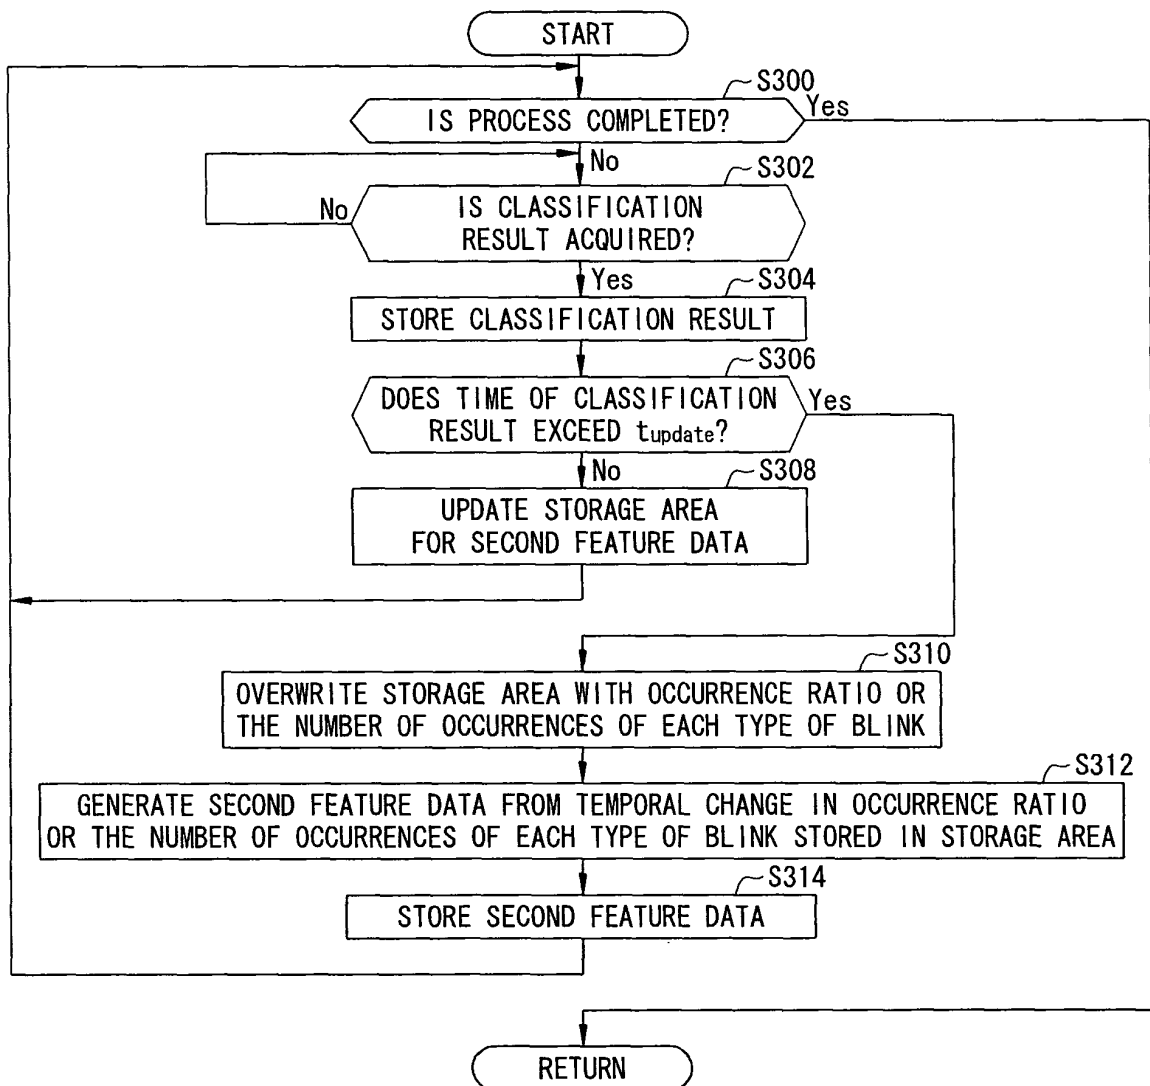 START
S300
IS PROCESS COMPLETED?
Yes
No
S302
IS CLASSIFICATION
RESULT ACQUIRED?
No
Yes
S304
STORE CLASSIFICATION RESULT
S306
DOES TIME OF CLASSIFICATION
RESULT EXCEED tupdate?
Yes
No
S308
UPDATE STORAGE AREA
FOR SECOND FEATURE DATA
S310
OVERWRITE STORAGE AREA WITH OCCURRENCE RATIO OR
THE NUMBER OF OCCURRENCES OF EACH TYPE OF BLINK
S312
GENERATE SECOND FEATURE DATA FROM TEMPORAL CHANGE IN OCCURRENCE RATIO
OR THE NUMBER OF OCCURRENCES OF EACH TYPE OF BLINK STORED IN STORAGE AREA
S314
STORE SECOND FEATURE DATA
RETURN